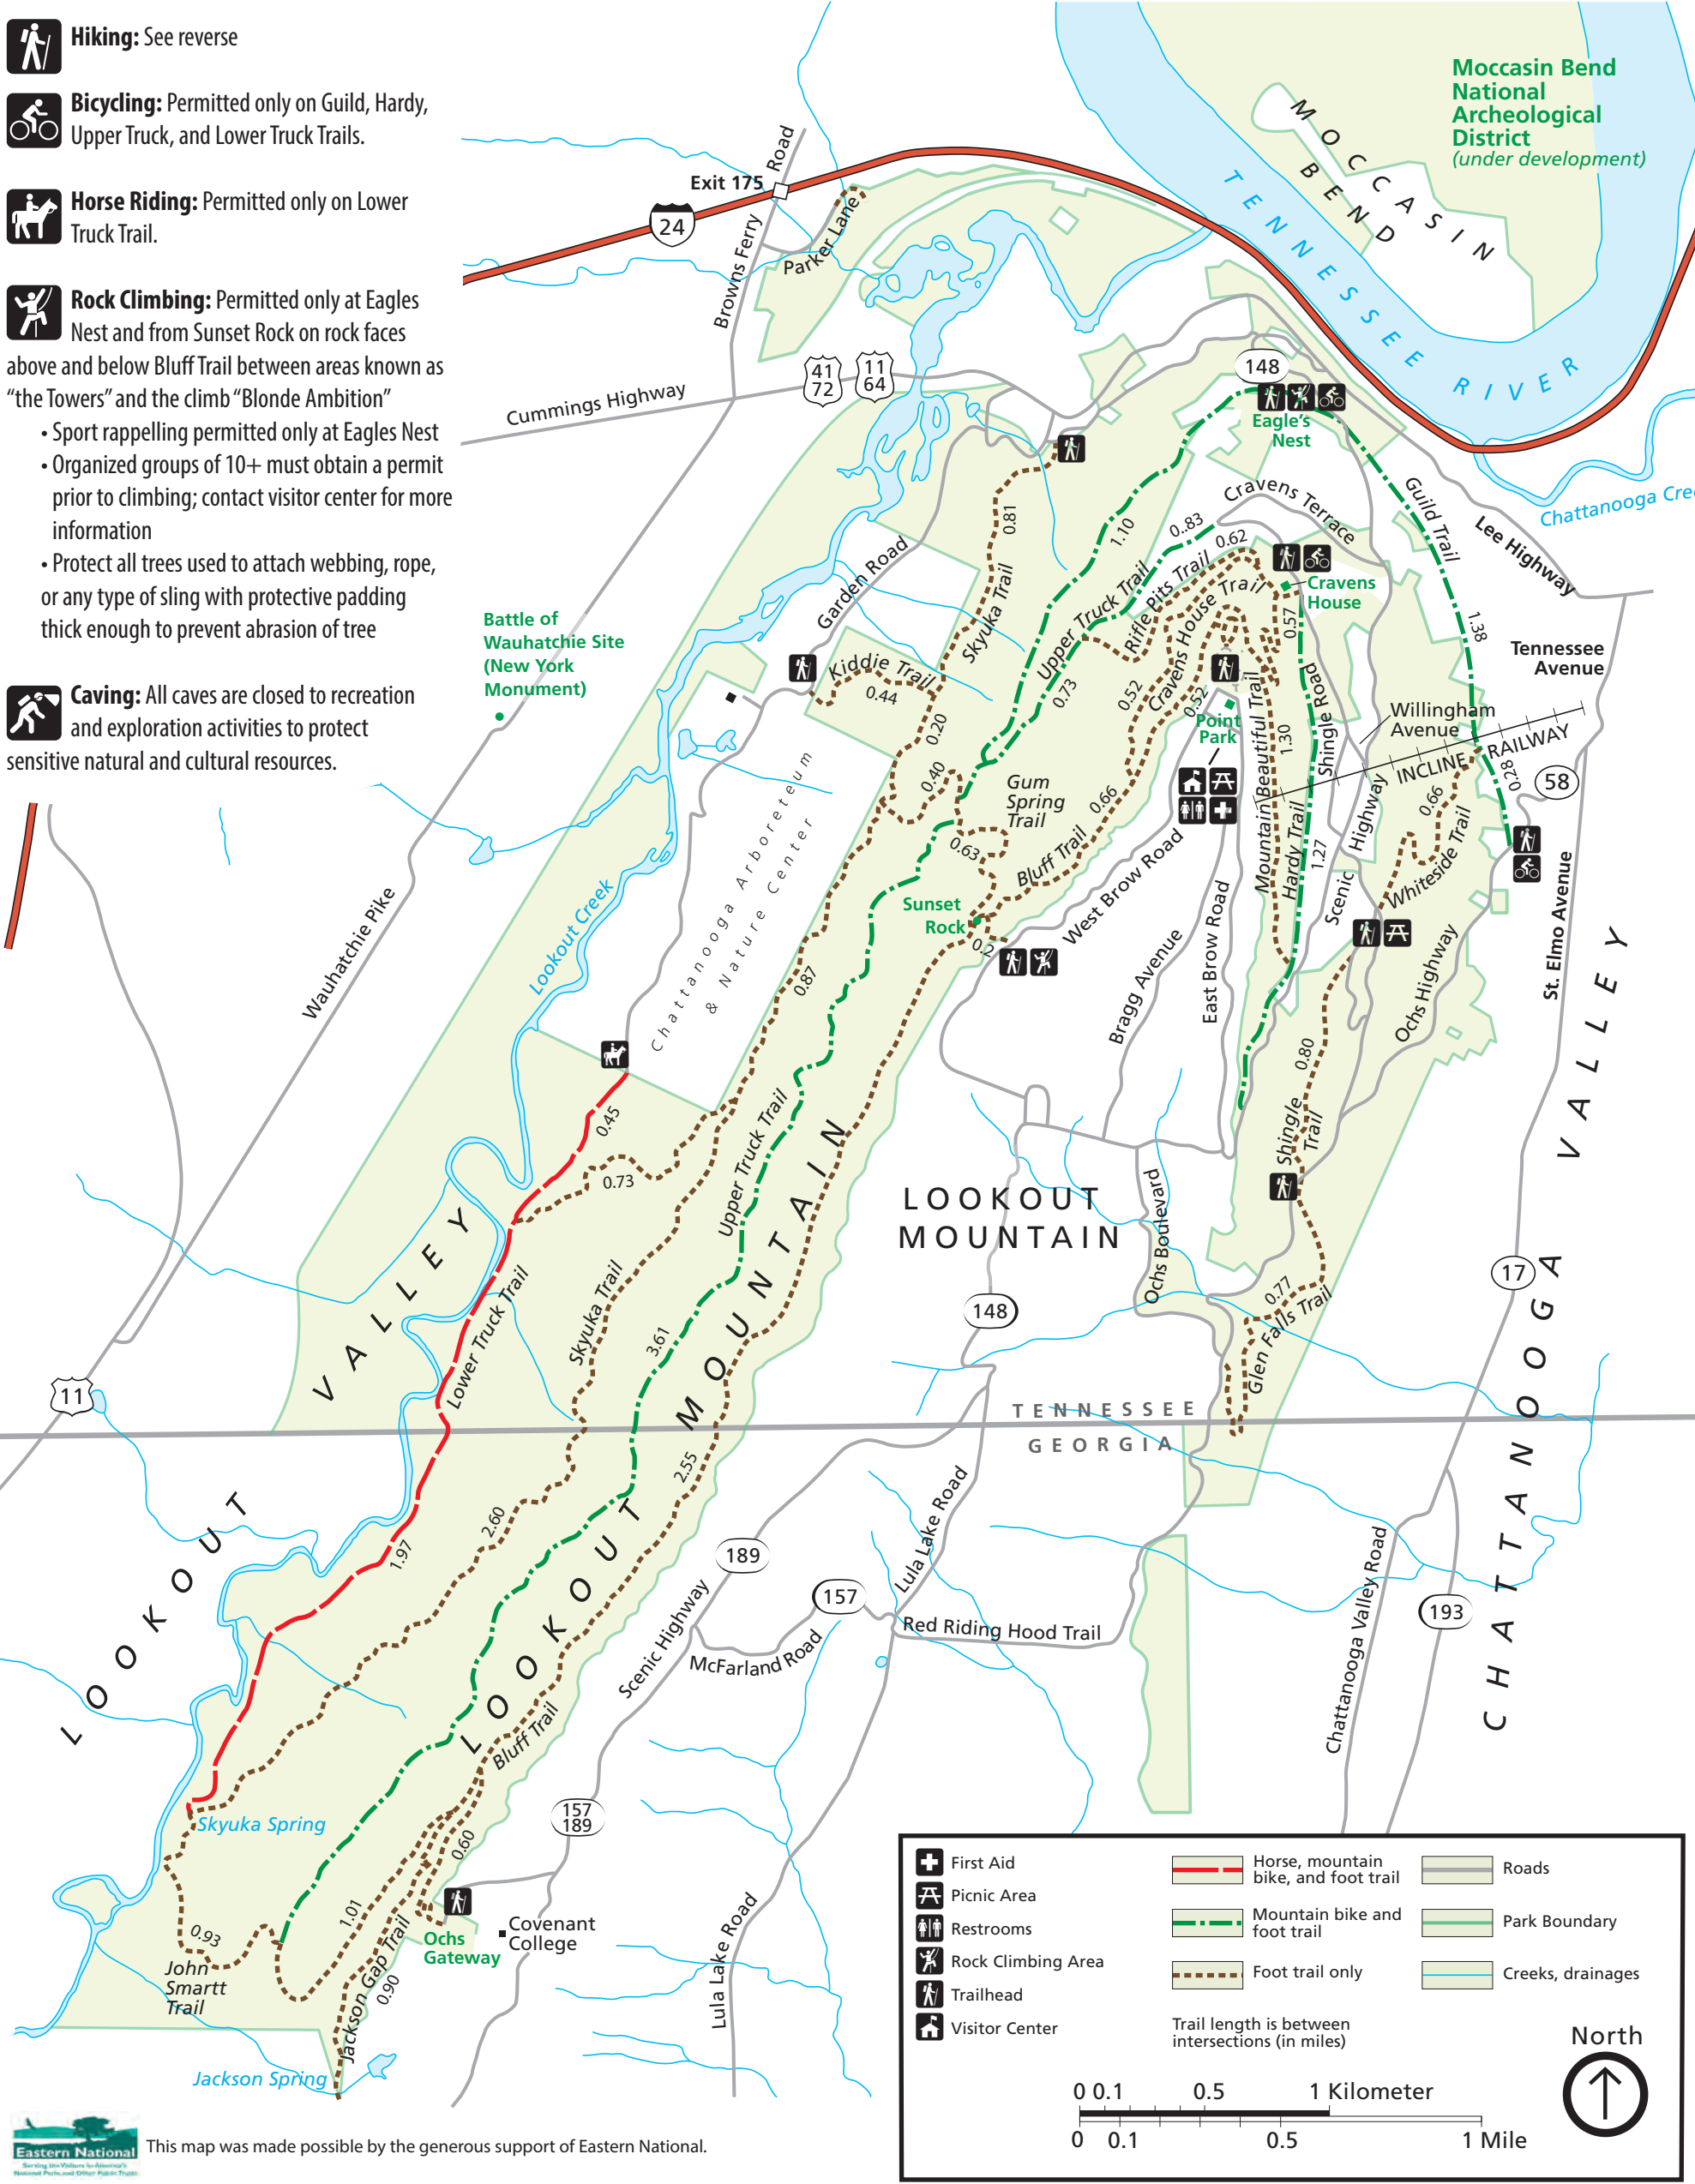 Hiking: See reverse
Bicycling: Permitted only on Guild, Hardy,
Upper Truck, and Lower Truck Trails.
Horse Riding: Permitted only on Lower
Truck Trail.
Rock Climbing: Permitted only at Eagles
Nest and from Sunset Rock on rock faces
above and below Bluff Trail between areas known as
“the Towers” and the climb “Blonde Ambition”
• Sport rappelling permitted only at Eagles Nest
• Organized groups of 10+ must obtain a permit
prior to climbing; contact visitor center for more
information
• Protect all trees used to attach webbing, rope,
or any type of sling with protective padding
thick enough to prevent abrasion of tree
Caving: All caves are closed to recreation
and exploration activities to protect
sensitive natural and cultural resources.
Moccasin Bend
National
Archeological
District
(under development)
MOCCASIN
BEND
TENNESSEE RIVER
Exit 175
Browns Ferry Road
24
Parker Lane
41
72
11
64
Cummings Highway
148
Eagle's
Nest
Cravens Terrace
Guild Trail
Lee Highway
Chattanooga Cre
0.81
1.10
0.83
0.62
Garden Road
Skyuka Trail
Upper Truck Trail
Rifle Pits Trail
Cravens House Trail
Cravens
House
0.57
1.38
Battle of
Wauhatchie Site
(New York
Monument)
Kiddie Trail
0.44
0.73
0.52
0.52
Tennessee
Avenue
Point
Park
Willingham
Avenue
INCLINE RAILWAY
0.28
58
0.20
0.40
Gum
Spring
Trail
0.66
1.30
Shingle Road
Mountain Beautiful Trail
Hardy Trail
1.27
0.66
Whiteside Trail
0.63
Bluff Trail
Sunset
Rock
0.2
West Brow Road
Bragg Avenue
East Brow Road
Scenic Highway
Ochs Highway
St. Elmo Avenue
Chattanooga Arboretum
& Nature Center
Wauhatchie Pike
Lookout Creek
0.87
0.80
0.45
0.73
Upper Truck Trail
Shingle
Trail
LOOKOUT
MOUNTAIN
Ochs Boulevard
148
17
0.77
Glen Falls Trail
Lower Truck Trail
Skyuka Trail
3.61
11
TENNESSEE
GEORGIA
LOOKOUT VALLEY
LOOKOUT MOUNTAIN
CHATTANOOGA VALLEY
2.55
2.60
1.97
189
157
Lula Lake Road
Red Riding Hood Trail
McFarland Road
Scenic Highway
Chattanooga Valley Road
193
Bluff Trail
157
189
Skyuka Spring
0.60
1.01
0.93
John
Smartt
Trail
Jackson Gap Trail
0.90
Ochs
Gateway
Covenant
College
Lula Lake Road
Jackson Spring
First Aid
Picnic Area
Restrooms
Rock Climbing Area
Trailhead
Visitor Center
Horse, mountain
bike, and foot trail
Mountain bike and
foot trail
Foot trail only
Trail length is between
intersections (in miles)
Roads
Park Boundary
Creeks, drainages
North
0 0.1 0.5 1 Kilometer
0 0.1 0.5 1 Mile
Eastern National
Serving the Visitors to America's
National Parks and Other Public Trusts
This map was made possible by the generous support of Eastern National.